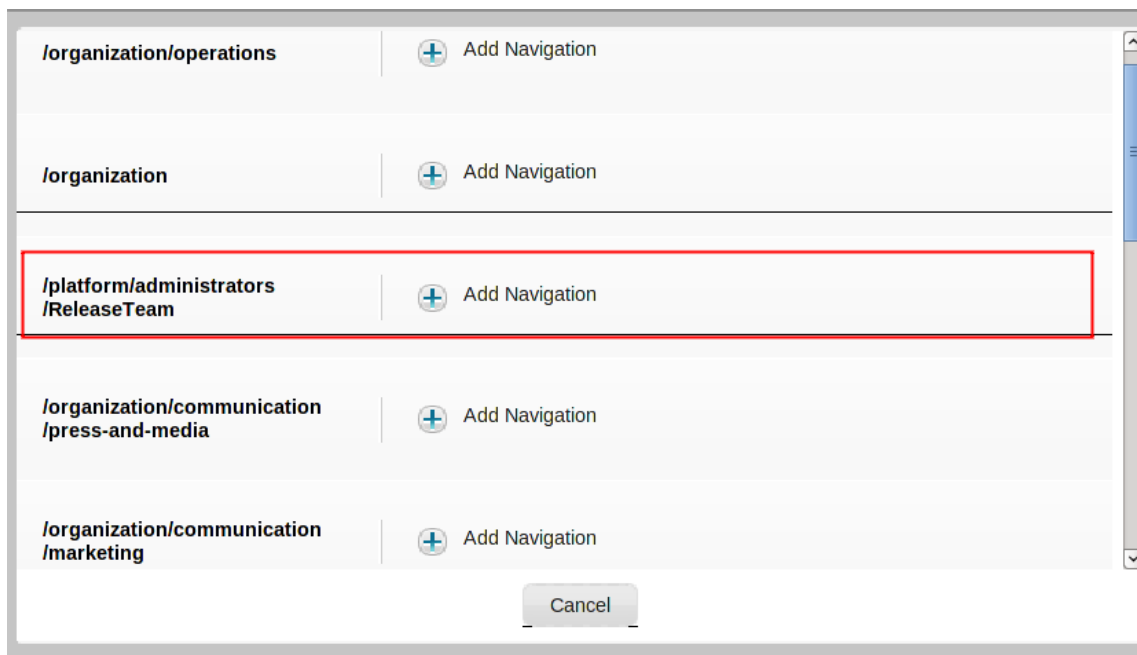 /organization/operations
Add Navigation
/organization
Add Navigation
/platform/administrators
/ReleaseTeam
Add Navigation
/organization/communication
/press-and-media
Add Navigation
/organization/communication
/marketing
Add Navigation
Cancel